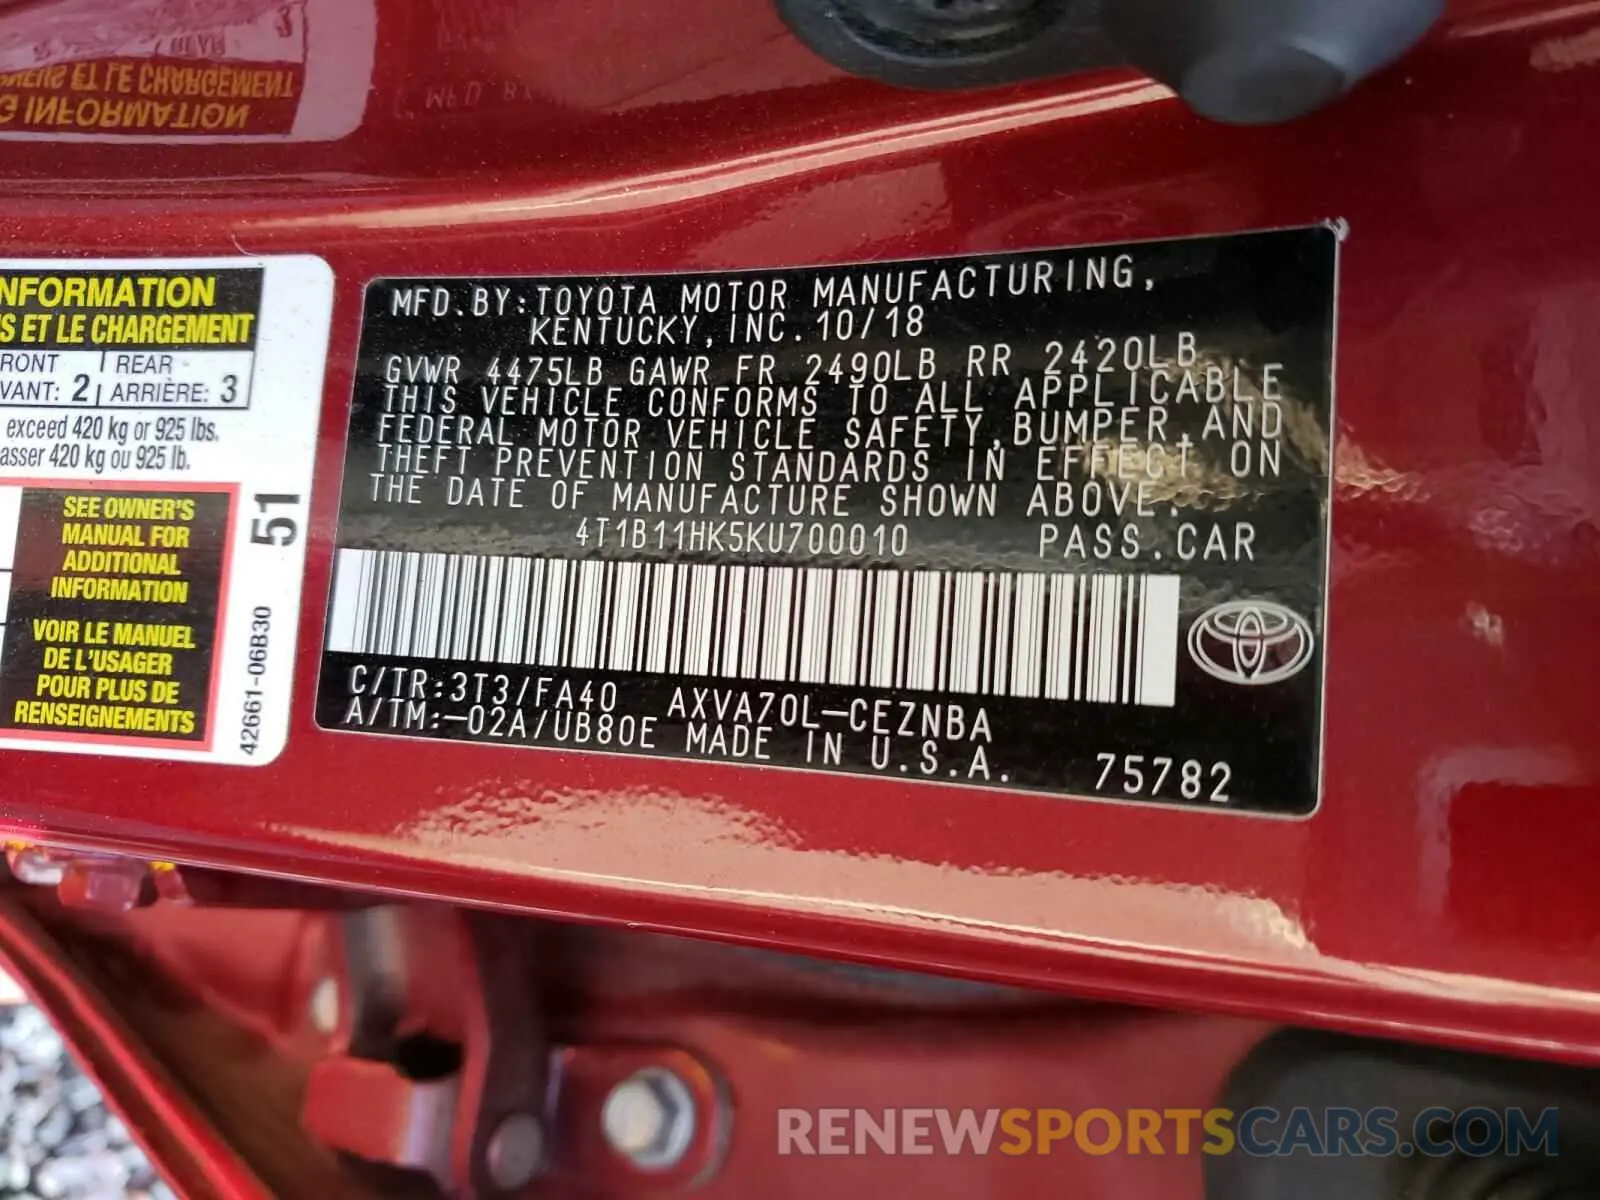 G INFORMATION
ET LE CHARGEMENT
REAR
MFD. BY
NFORMATION
S ET LE CHARGEMENT
RONT
VANT: 2
REAR
ARRIÈRE: 3
exceed 420 kg or 925 lbs.
asser 420 kg ou 925 lb.
SEE OWNER'S
MANUAL FOR
ADDITIONAL
INFORMATION
VOIR LE MANUEL
DE L'USAGER
POUR PLUS DE
RENSEIGNEMENTS
51
42661-06B30
MFD. BY: TOYOTA MOTOR MANUFACTURING,
KENTUCKY, INC. 10/18
GVWR 4475LB GAWR FR 2490LB RR 2420LB
THIS VEHICLE CONFORMS TO ALL APPLICABLE
FEDERAL MOTOR VEHICLE SAFETY, BUMPER, AND
THEFT PREVENTION STANDARDS IN EFFECT ON
THE DATE OF MANUFACTURE SHOWN ABOVE.
4T1B11HK5KU700010 PASS. CAR
C/TR: 3T3/FA40 AXVA70L-CEZNBA
A/TM: -02A/UB80E MADE IN U.S.A. 75782
RENEWSPORTSCARS.COM